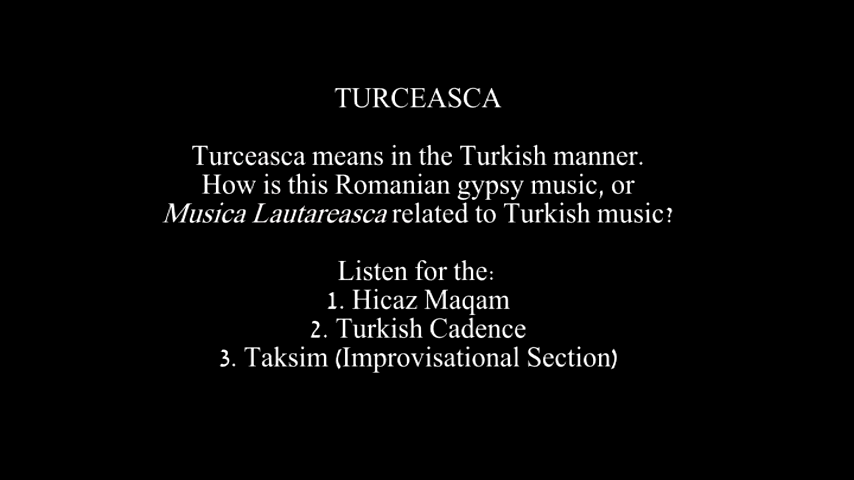 TURCEASCA
Turceasca means in the Turkish manner.
How is this Romanian gypsy music, or
Musica Lautareasca related to Turkish music?
Listen for the:
1. Hicaz Maqam
2. Turkish Cadence
3. Taksim (Improvisational Section)